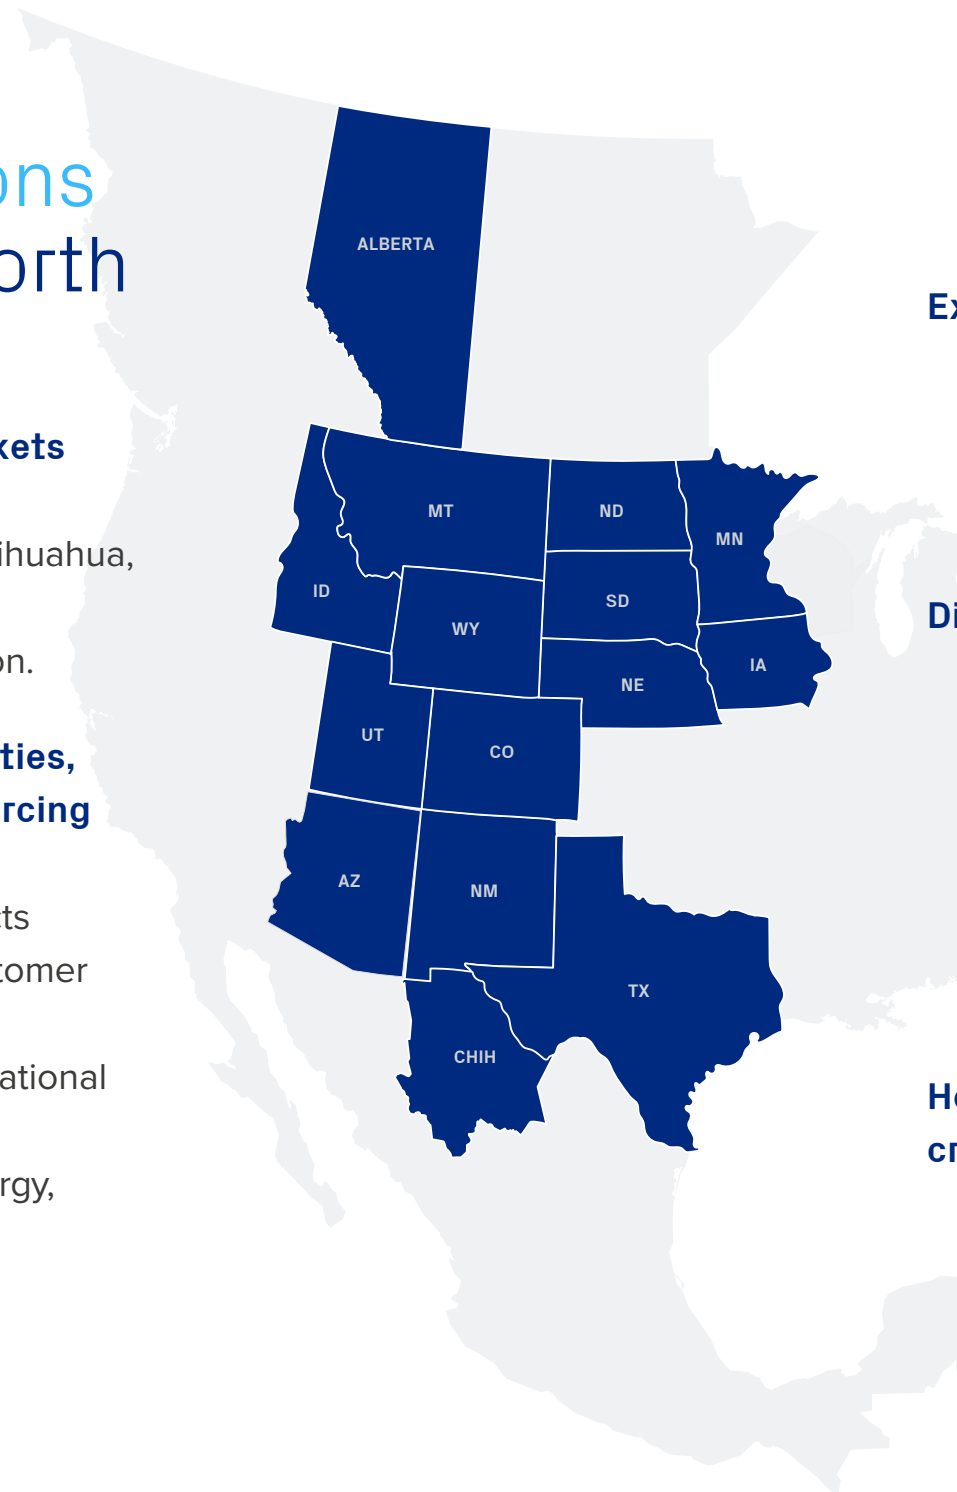 ons
orth
kets
ihuahua,
on.
ties,
rcing
cts
tomer
ational
rgy,
ALBERTA
MT
ND
MN
ID
WY
SD
IA
NE
UT
CO
AZ
NM
TX
CHIH
Ex
Di
He
cr